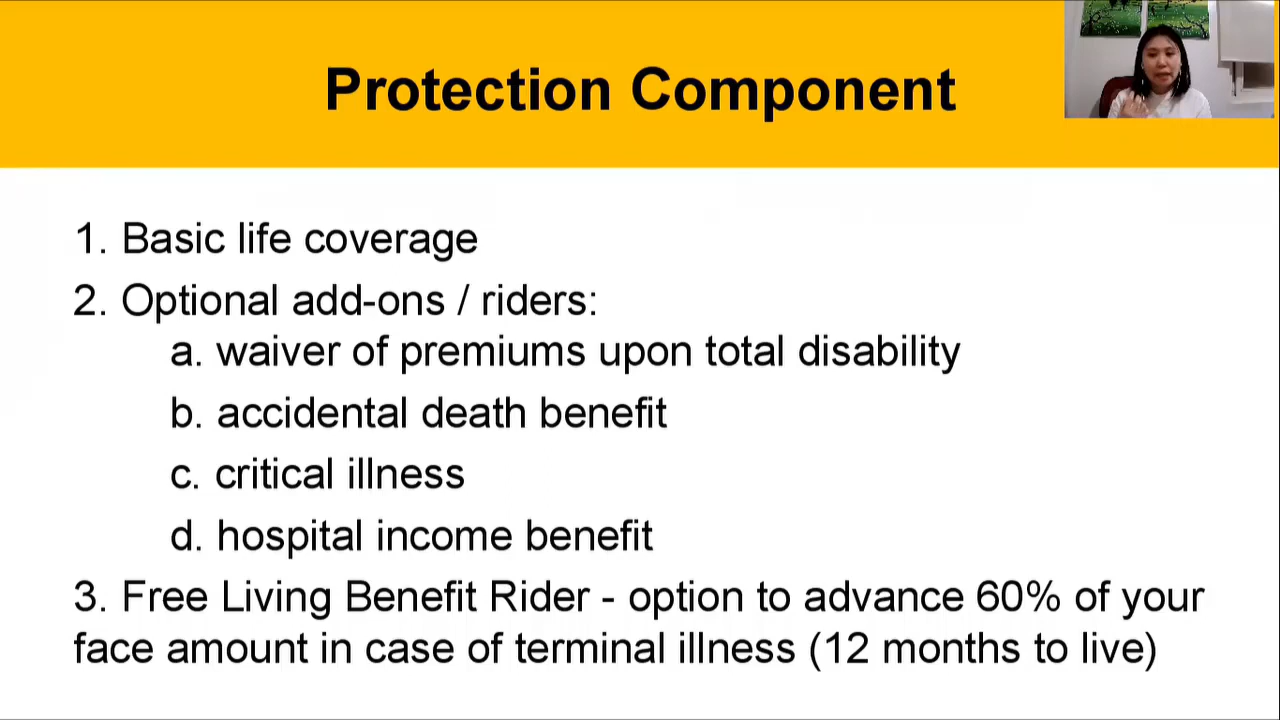 Protection Component
1. Basic life coverage
2. Optional add-ons / riders:
a. waiver of premiums upon total disability
b. accidental death benefit
c. critical illness
d. hospital income benefit
3. Free Living Benefit Rider - option to advance 60% of your
face amount in case of terminal illness (12 months to live)